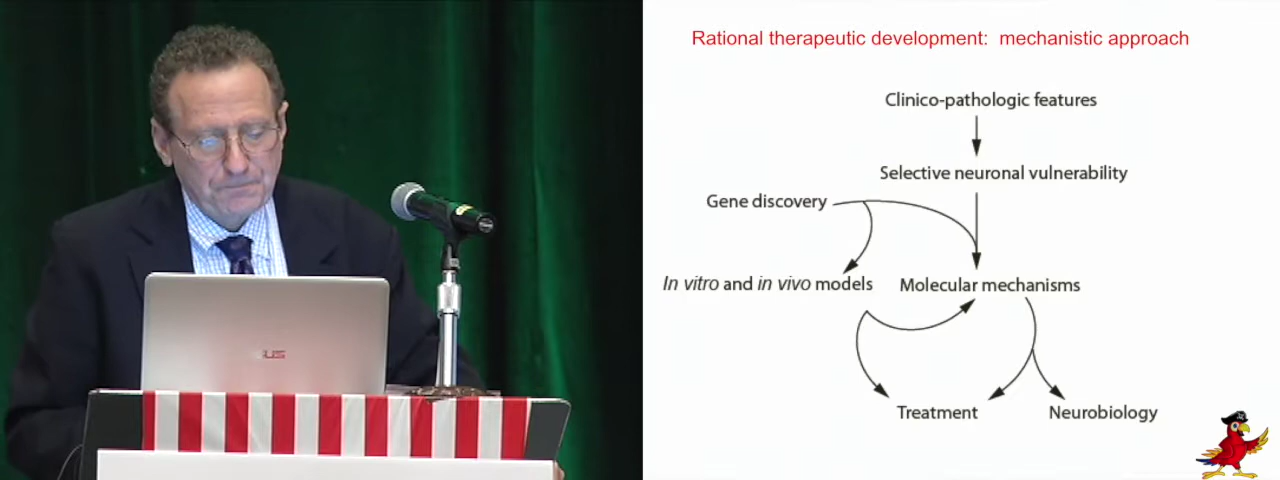 Rational therapeutic development: mechanistic approach
Clinico-pathologic features
Selective neuronal vulnerability
Gene discovery
In vitro and in vivo models
Molecular mechanisms
Treatment
Neurobiology